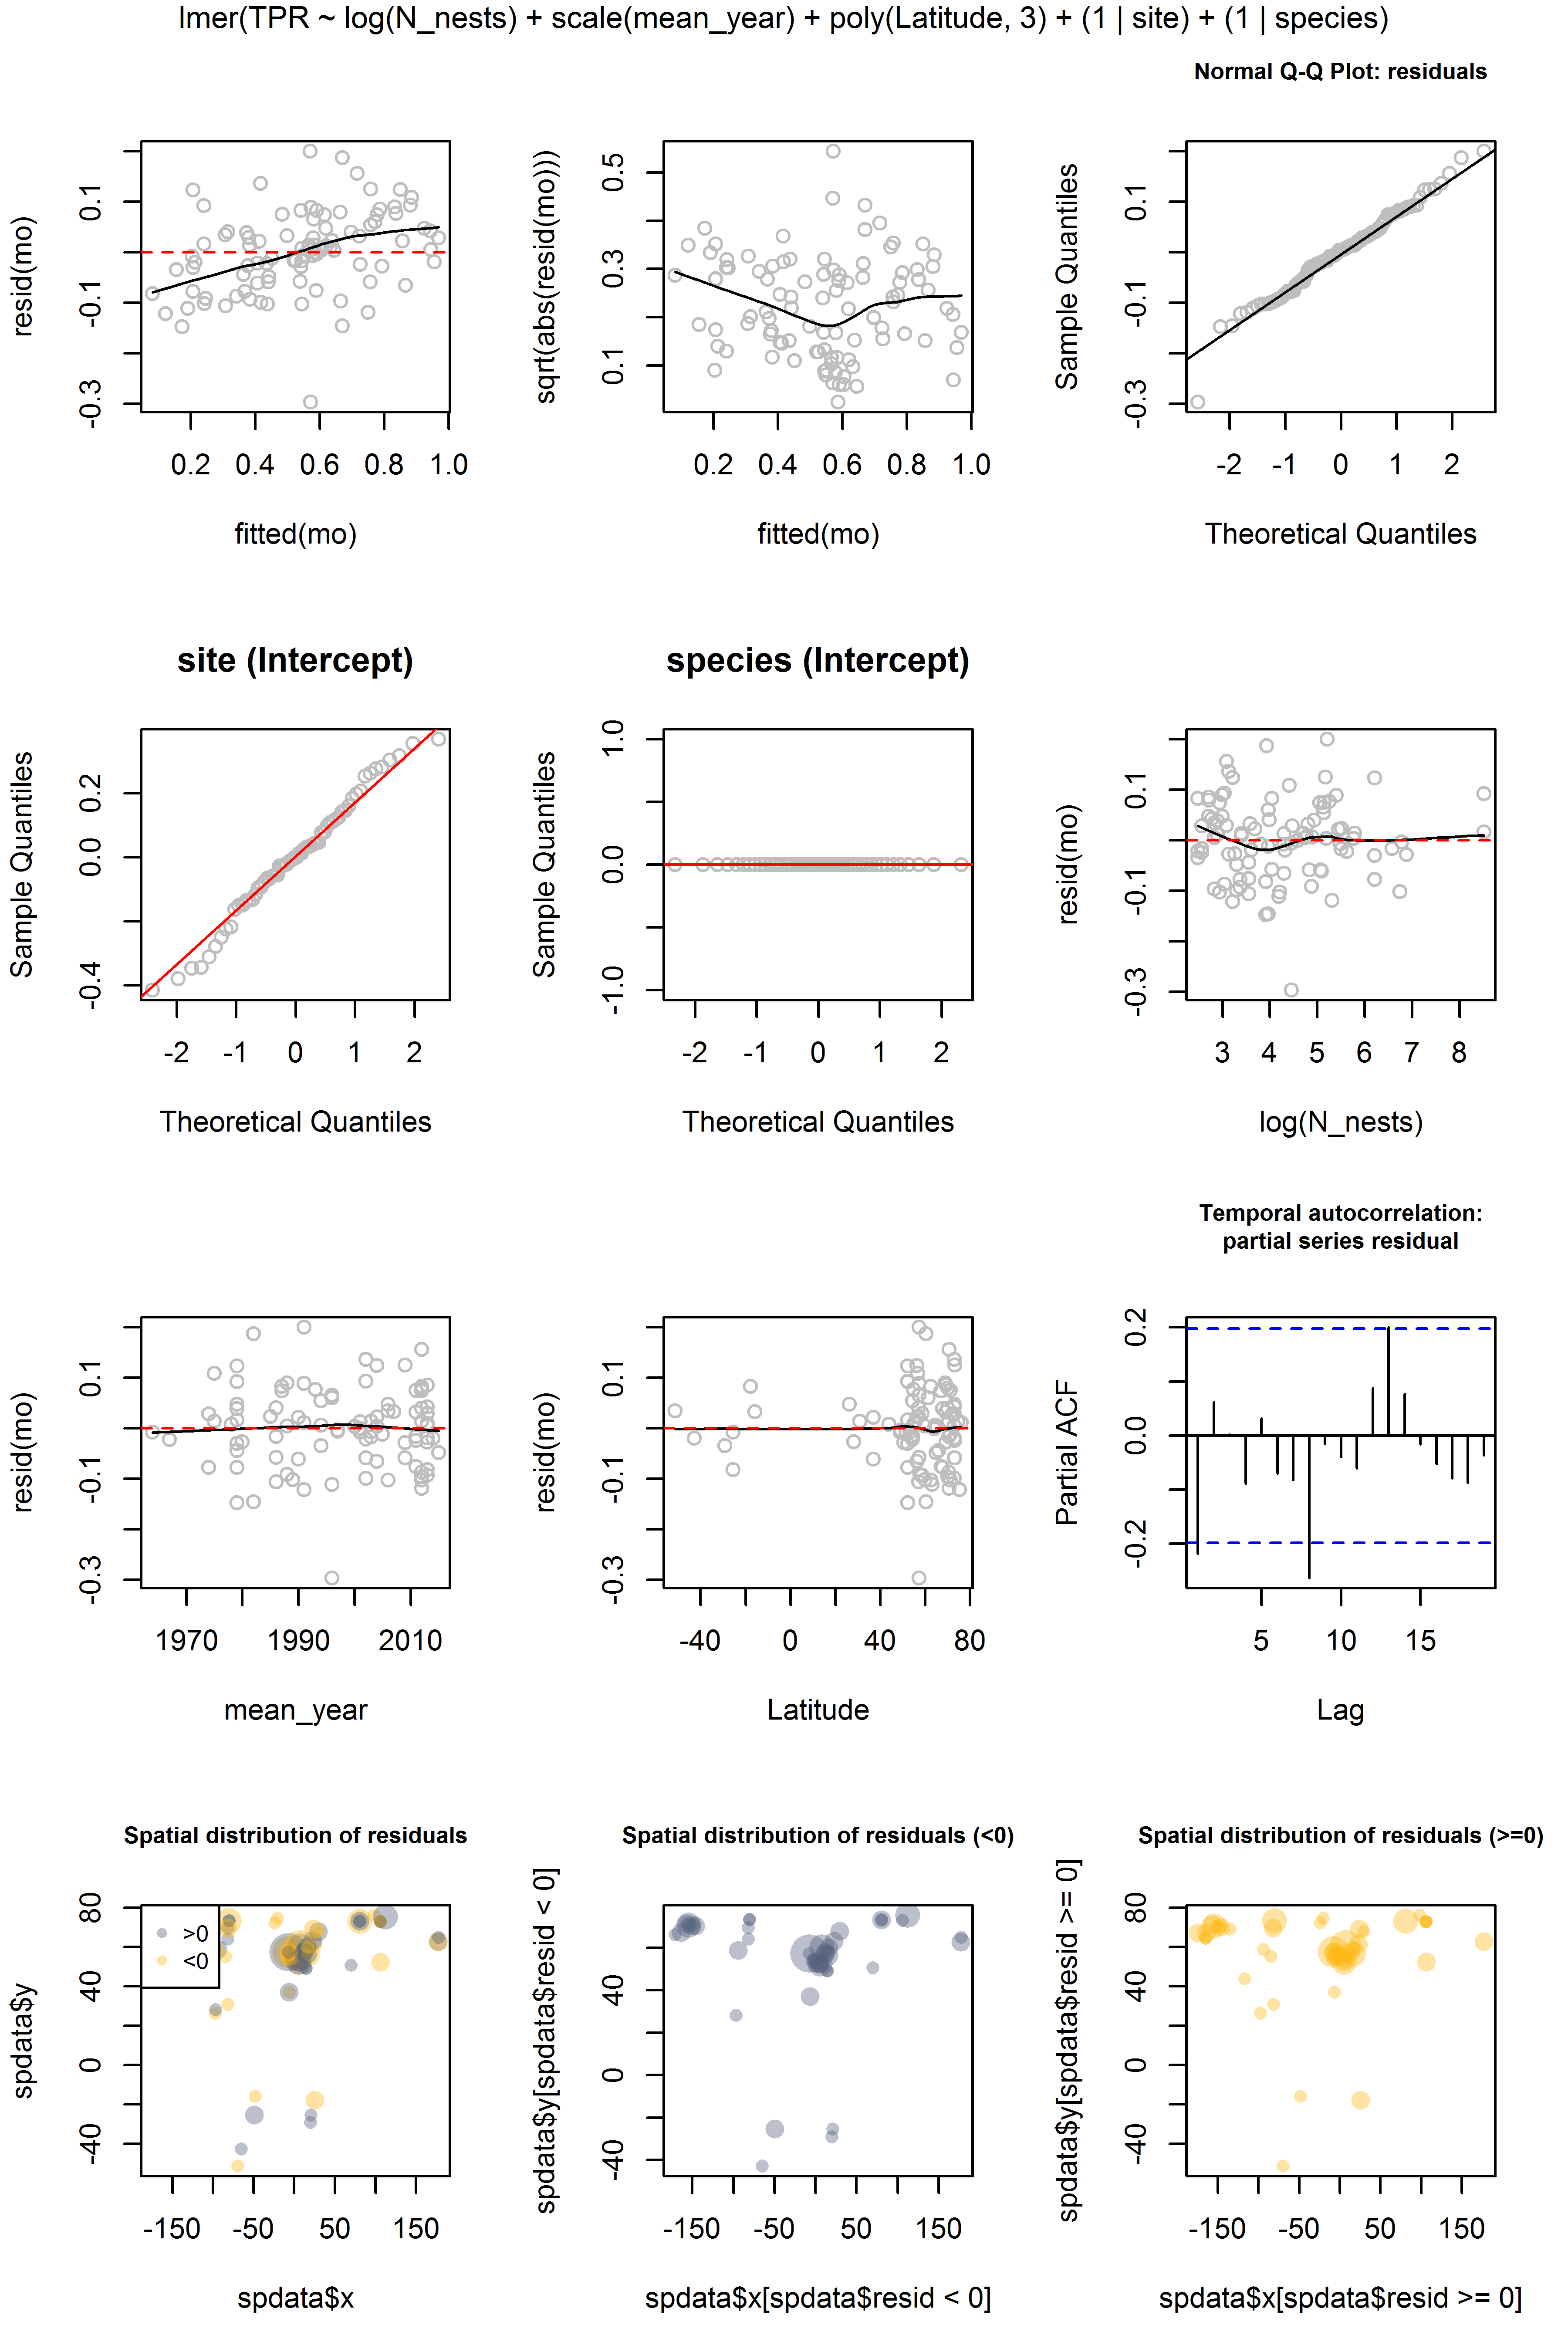 lmer(TPR ~ log(N_nests) + scale(mean_year) + poly(Latitude, 3) + (1 | site) + (1 | species)
resid(mo)
0.1
-0.1
-0.3
0.2 0.4 0.6 0.8 1.0
fitted(mo)
sqrt(abs(resid(mo)))
0.5
0.3
0.1
0.2 0.4 0.6 0.8 1.0
fitted(mo)
Normal Q-Q Plot: residuals
Sample Quantiles
0.1
-0.1
-0.3
-2 -1 0 1 2
Theoretical Quantiles
site (Intercept)
Sample Quantiles
0.2
0.0
-0.4
-2 -1 0 1 2
Theoretical Quantiles
species (Intercept)
Sample Quantiles
1.0
0.0
-1.0
-2 -1 0 1 2
Theoretical Quantiles
resid(mo)
0.1
-0.1
-0.3
3 4 5 6 7 8
log(N_nests)
resid(mo)
0.1
-0.1
-0.3
1970 1990 2010
mean_year
resid(mo)
0.1
-0.1
-0.3
-40 0 40 80
Latitude
Temporal autocorrelation:
partial series residual
Partial ACF
0.2
0.0
-0.2
5 10 15
Lag
Spatial distribution of residuals
spdata$y
80
40
0
-40
>0
<0
-150 -50 50 150
spdata$x
Spatial distribution of residuals (<0)
spdata$y[spdata$resid < 0]
40
0
-40
-150 -50 50 150
spdata$x[spdata$resid < 0]
Spatial distribution of residuals (>=0)
spdata$y[spdata$resid >= 0]
80
40
0
-40
-150 -50 50 150
spdata$x[spdata$resid >= 0]